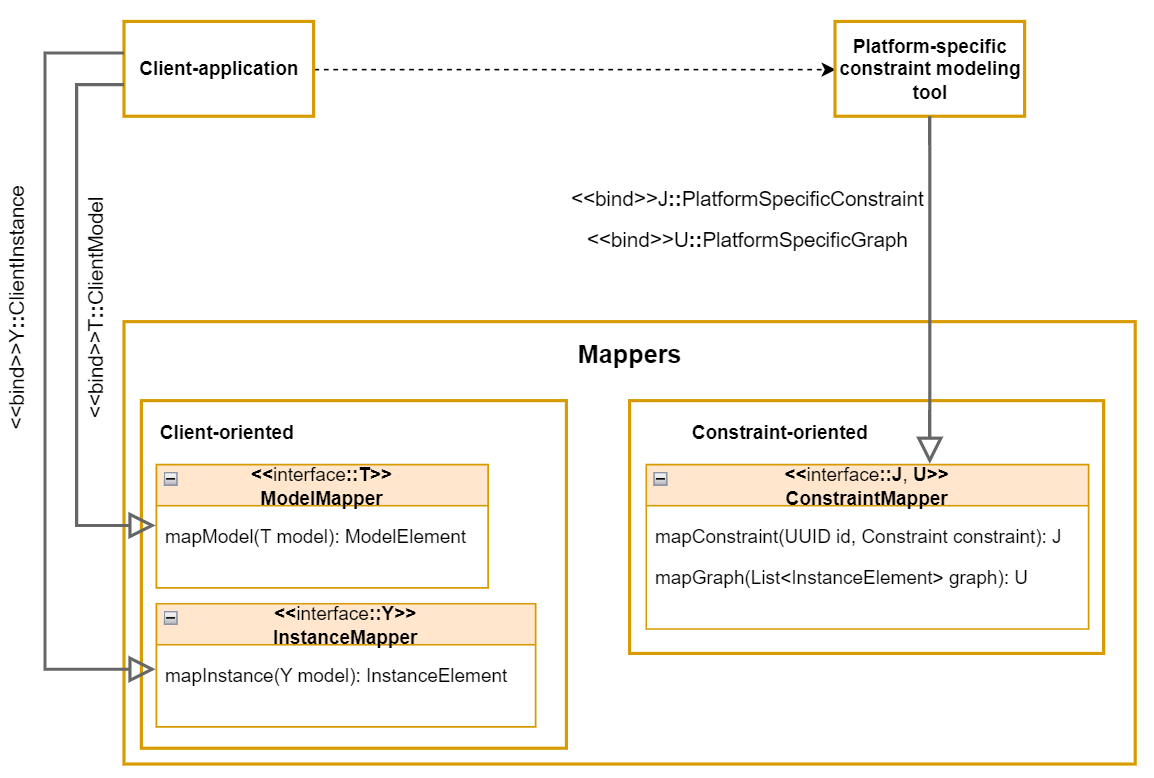 Client-application
Platform-specific
constraint modeling
tool
<<bind>>Y::ClientInstance
<<bind>>T::ClientModel
<<bind>>J::PlatformSpecificConstraint
<<bind>>U::PlatformSpecificGraph
Mappers
Client-oriented
<<interface::T>>
ModelMapper
mapModel(T model): ModelElement
<<interface::Y>>
InstanceMapper
mapInstance(Y model): InstanceElement
Constraint-oriented
<<interface::J, U>>
ConstraintMapper
mapConstraint(UUID id, Constraint constraint): J
mapGraph(List<InstanceElement> graph): U